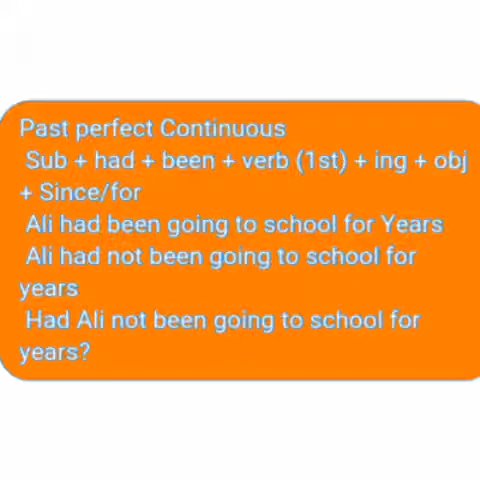 Past perfect Continuous
Sub + had + been + verb (1st) + ing + obj
+ Since/for
Ali had been going to school for Years
Ali had not been going to school for
years
Had Ali not been going to school for
years?